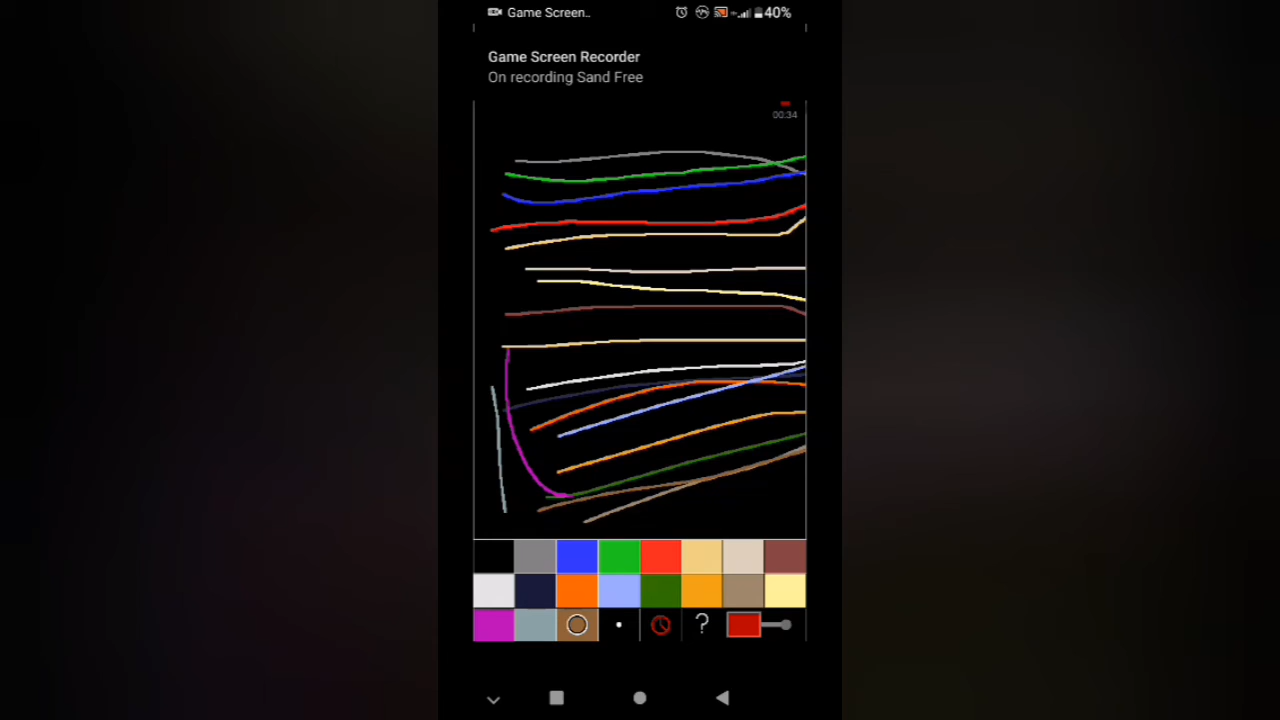 Game Screen..
40%
Game Screen Recorder
On recording Sand Free
00:34
?